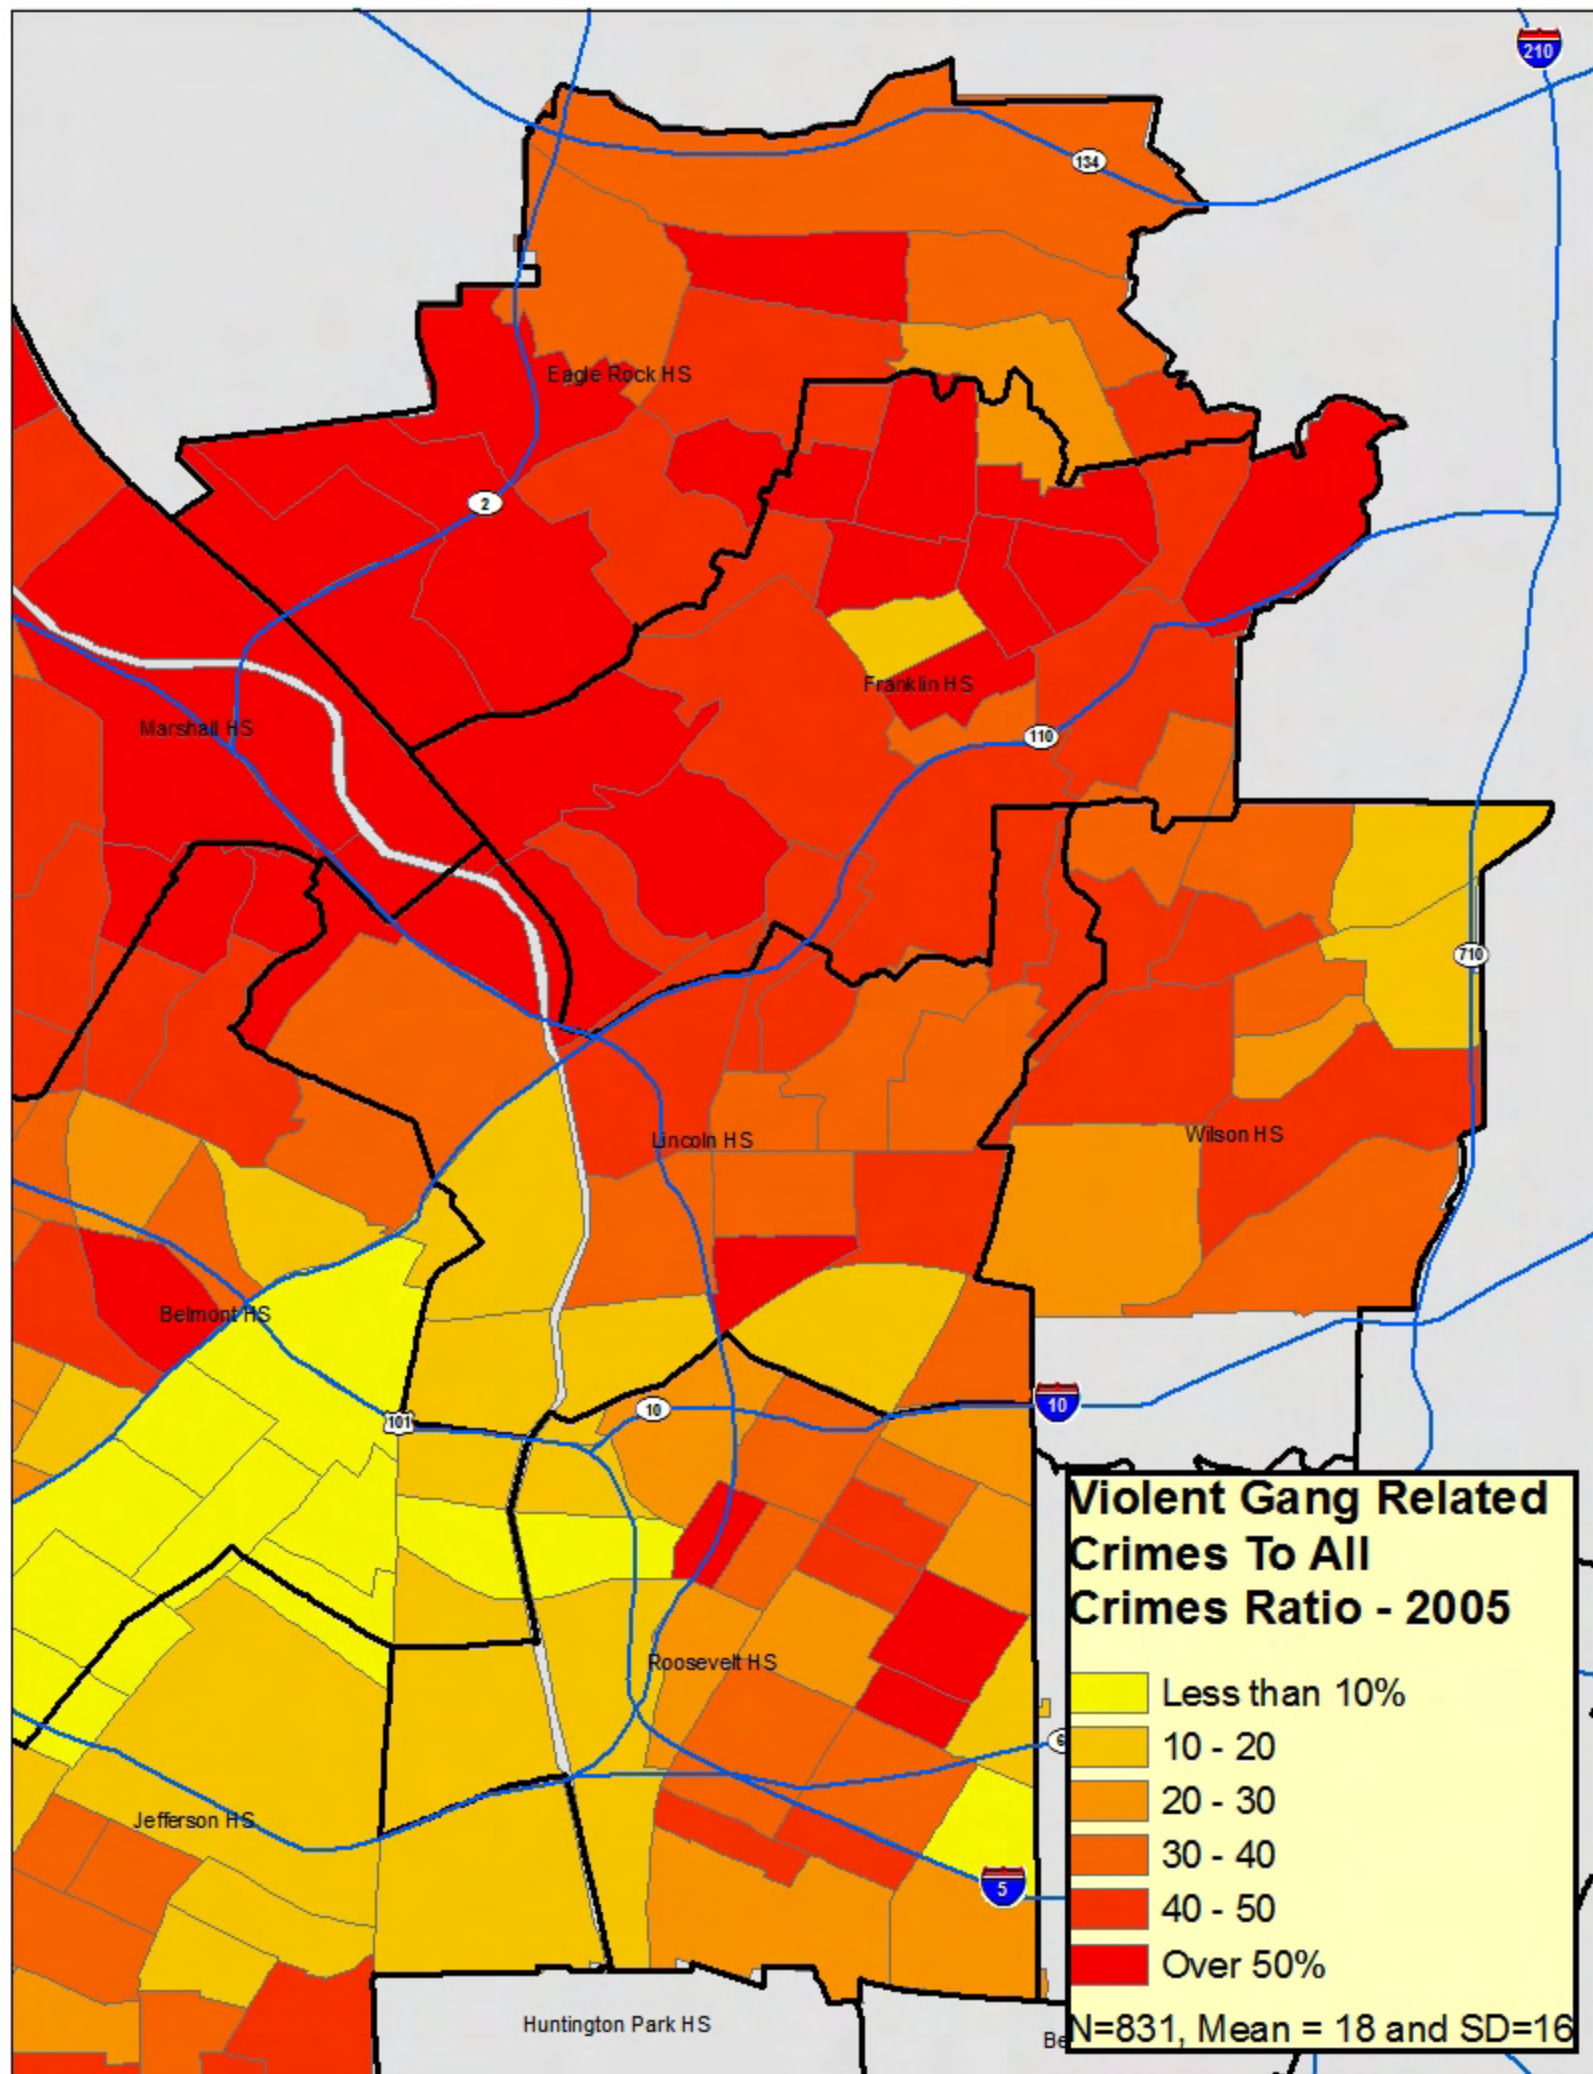 210
134
Eagle Rock HS
2
Franklin HS
Marshall HS
110
710
Lincoln HS
Wilson HS
Belmont HS
10
10
101
Violent Gang Related
Crimes To All
Crimes Ratio - 2005
Roosevelt HS
Less than 10%
6
10 - 20
20 - 30
Jefferson HS
30 - 40
5
40 - 50
Over 50%
Huntington Park HS
Be
N=831, Mean = 18 and SD=16